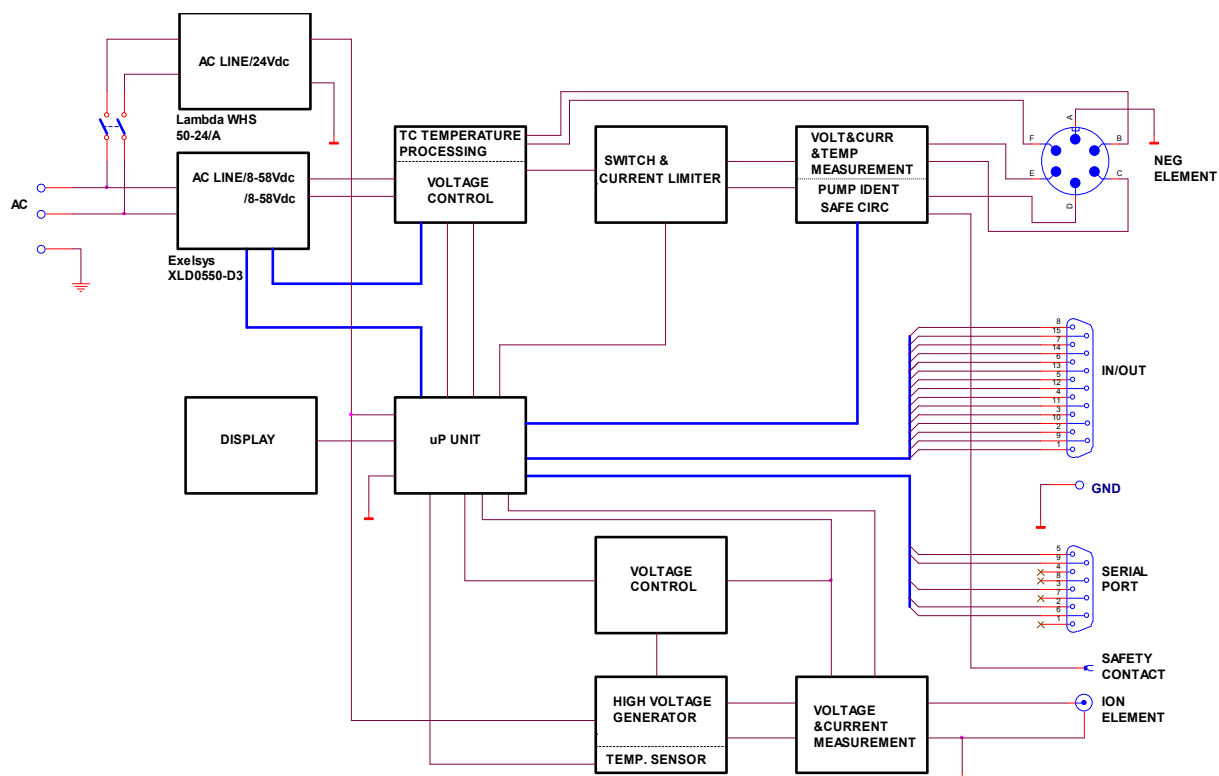 AC LINE/24Vdc
Lambda WHS
50-24/A
AC LINE/8-58Vdc
/8-58Vdc
Exelsys
XLD0550-D3
AC
TC TEMPERATURE
PROCESSING
VOLTAGE
CONTROL
SWITCH &
CURRENT LIMITER
VOLT&CURR
&TEMP
MEASUREMENT
PUMP IDENT
SAFE CIRC
A
F
B
E
C
D
NEG
ELEMENT
8
15
7
14
6
13
5
12
4
11
3
10
2
9
1
IN/OUT
DISPLAY
uP UNIT
GND
5
9
4
8
3
7
2
6
1
SERIAL
PORT
VOLTAGE
CONTROL
SAFETY
CONTACT
HIGH VOLTAGE
GENERATOR
TEMP. SENSOR
VOLTAGE
&CURRENT
MEASUREMENT
ION
ELEMENT